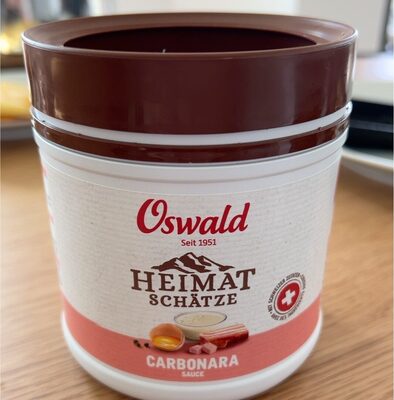 Oswald
Seit 1951
HEIMAT
SCHÄTZE
CARBONARA
SAUCE